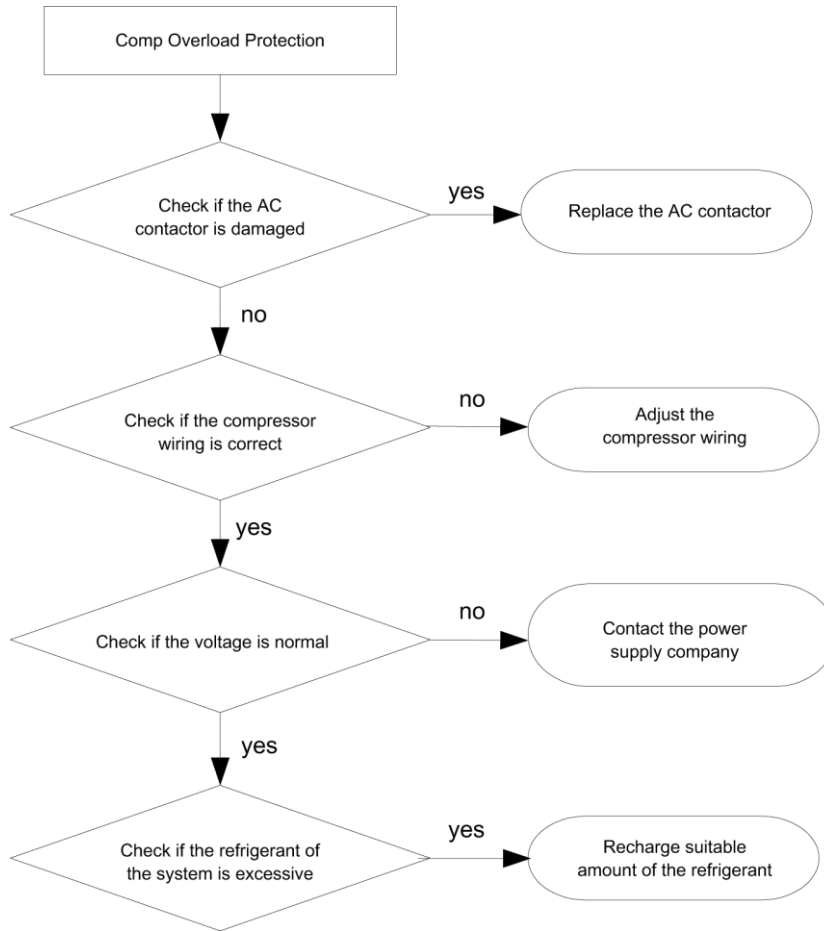 Comp Overload Protection
Check if the AC
contactor is damaged
yes
Replace the AC contactor
no
Check if the compressor
wiring is correct
no
Adjust the
compressor wiring
yes
Check if the voltage is normal
no
Contact the power
supply company
yes
Check if the refrigerant of
the system is excessive
yes
Recharge suitable
amount of the refrigerant